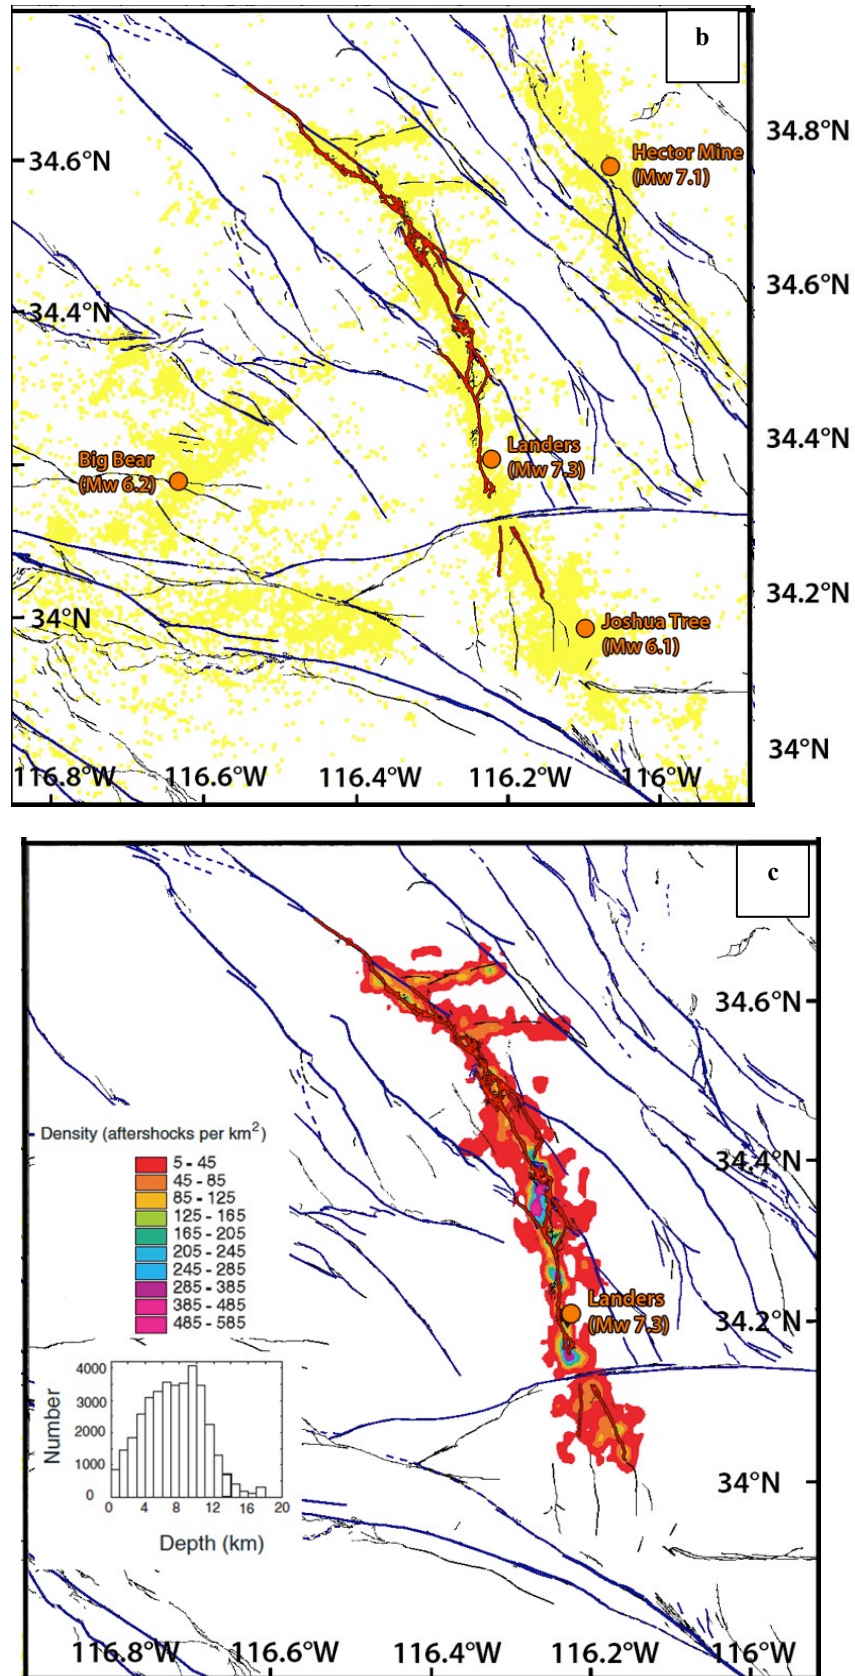 b
34.8°N
Hector Mine
(Mw 7.1)
34.6°N
34.6°N
34.4°N
34.4°N
Landers
(Mw 7.3)
Big Bear
(Mw 6.2)
34.2°N
34°N
Joshua Tree
(Mw 6.1)
34°N
116.8°W 116.6°W 116.4°W 116.2°W 116°W
c
34.6°N
Density (aftershocks per km2)
5 - 45
45 - 85
85 - 125
125 - 165
165 - 205
205 - 245
245 - 285
285 - 385
385 - 485
485 - 585
34.4°N
Landers
(Mw 7.3)
34.2°N
4000
3000
2000
1000
0
Number
0 4 8 12 16 20
Depth (km)
34°N
116.8°W 116.6°W 116.4°W 116.2°W 116°W